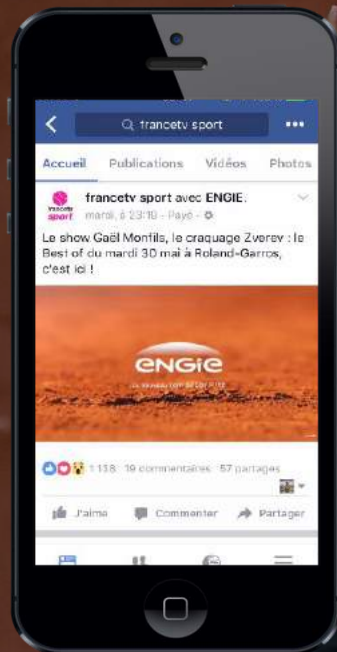 francetv sport
Accueil Publications Vidéos Photos
francetv sport avec ENGIE.
mardi, à 23:19 - Payé
Le show Gaël Monfils, le craquage Zverev : le
Best of du mardi 30 mai à Roland-Garros,
c'est ici !
ENGIE
1 138 19 commentaires 57 partages
J'aime Commenter Partager